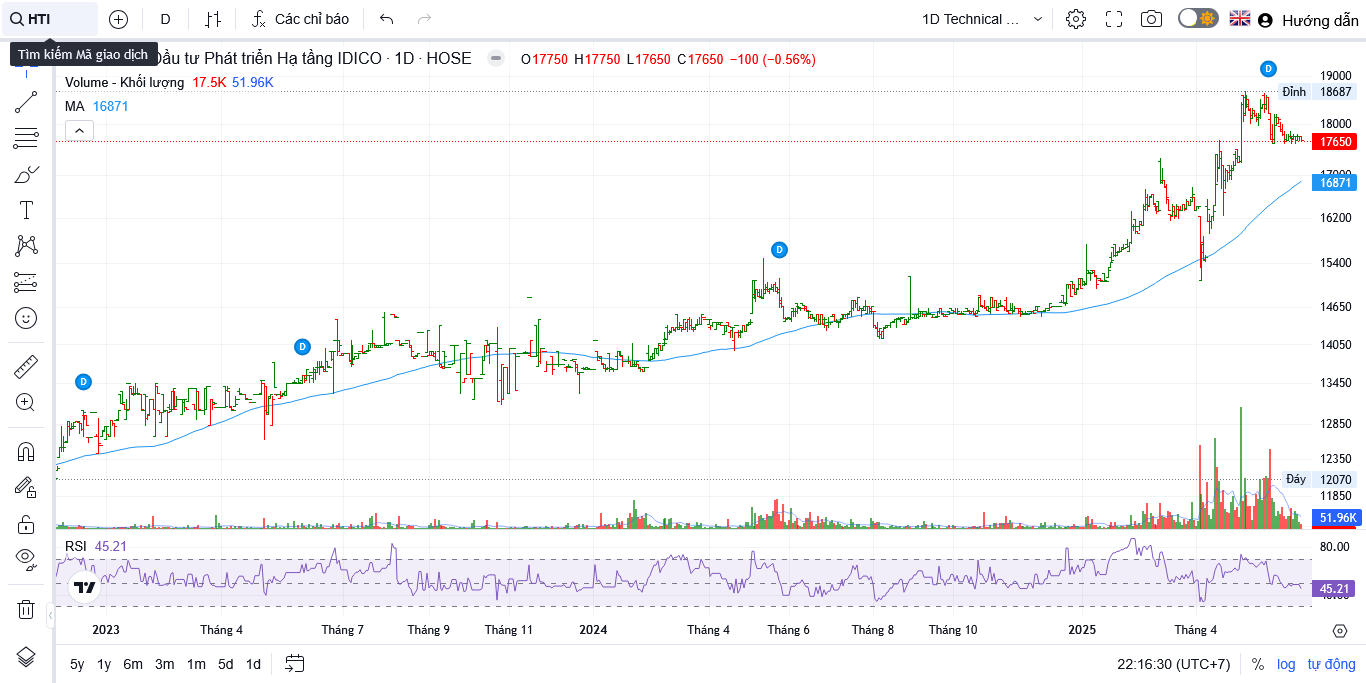 HTI D Các chỉ báo 1D Technical ... Hướng dẫn
Tìm kiếm Mã giao dịch
Đầu tư Phát triển Hạ tầng IDICO · 1D · HOSE O17750 H17750 L17650 C17650 −100 (−0.56%)
Volume - Khối lượng 17.5K 51.96K
MA 16871
D
D
D
D
19000
Đỉnh 18687
18000
17650
16871
16200
15400
14650
14050
13450
12850
12350
Đáy 12070
11850
51.96K
RSI 45.21
80.00
45.21
2023 Tháng 4 Tháng 7 Tháng 9 Tháng 11 2024 Tháng 4 Tháng 6 Tháng 8 Tháng 10 2025 Tháng 4
5y 1y 6m 3m 1m 5d 1d 22:16:30 (UTC+7) % log tự động